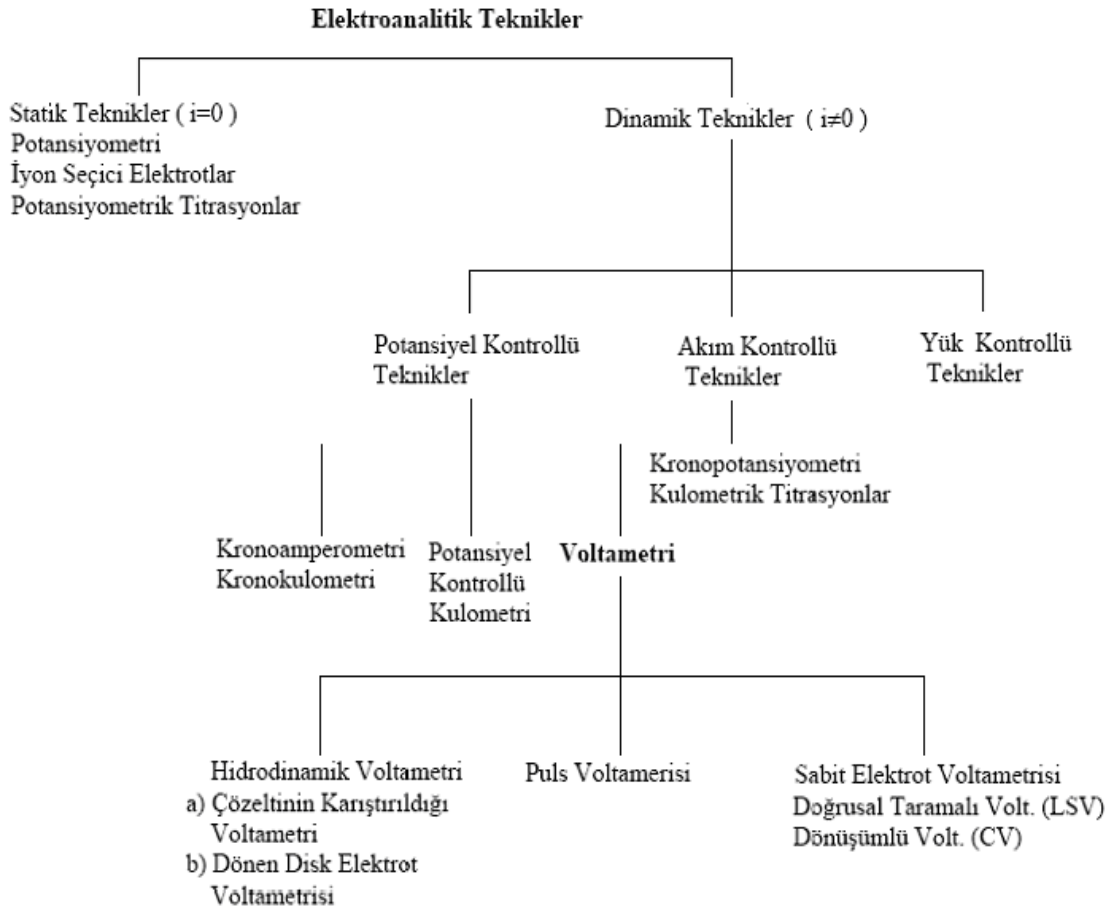 Elektroanalitik Teknikler
Statik Teknikler ( i=0 )
Potansiyometri
İyon Seçici Elektrotlar
Potansiyometrik Titrasyonlar
Dinamik Teknikler ( i≠0 )
Potansiyel Kontrollü
Teknikler
Akım Kontrollü
Teknikler
Yük Kontrollü
Teknikler
Kronopotansiyometri
Kulometrik Titrasyonlar
Kronoamperometri
Kronokulometri
Potansiyel
Kontrollü
Kulometri
Voltametri
Hidrodinamik Voltametri
a) Çözeltinin Karıştırıldığı
Voltametri
b) Dönen Disk Elektrot
Voltametrisi
Puls Voltamerisi
Sabit Elektrot Voltametrisi
Doğrusal Taramalı Volt. (LSV)
Dönüşümlü Volt. (CV)